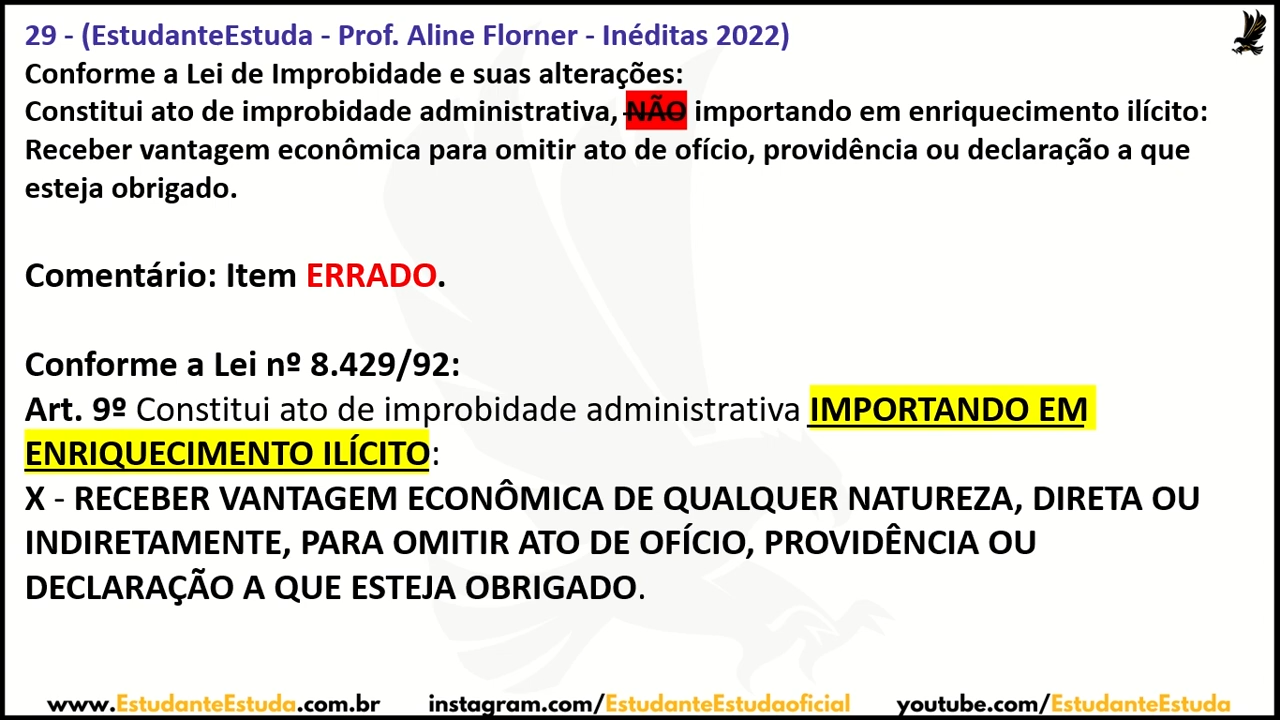 29 - (EstudanteEstuda - Prof. Aline Florner - Inéditas 2022)
Conforme a Lei de Improbidade e suas alterações:
Constitui ato de improbidade administrativa, NÃO importando em enriquecimento ilícito:
Receber vantagem econômica para omitir ato de ofício, providência ou declaração a que
esteja obrigado.
Comentário: Item ERRADO.
Conforme a Lei nº 8.429/92:
Art. 9º Constitui ato de improbidade administrativa IMPORTANDO EM
ENRIQUECIMENTO ILÍCITO:
X - RECEBER VANTAGEM ECONÔMICA DE QUALQUER NATUREZA, DIRETA OU
INDIRETAMENTE, PARA OMITIR ATO DE OFÍCIO, PROVIDÊNCIA OU
DECLARAÇÃO A QUE ESTEJA OBRIGADO.
www.EstudanteEstuda.com.br instagram.com/EstudanteEstudaoficial youtube.com/EstudanteEstuda